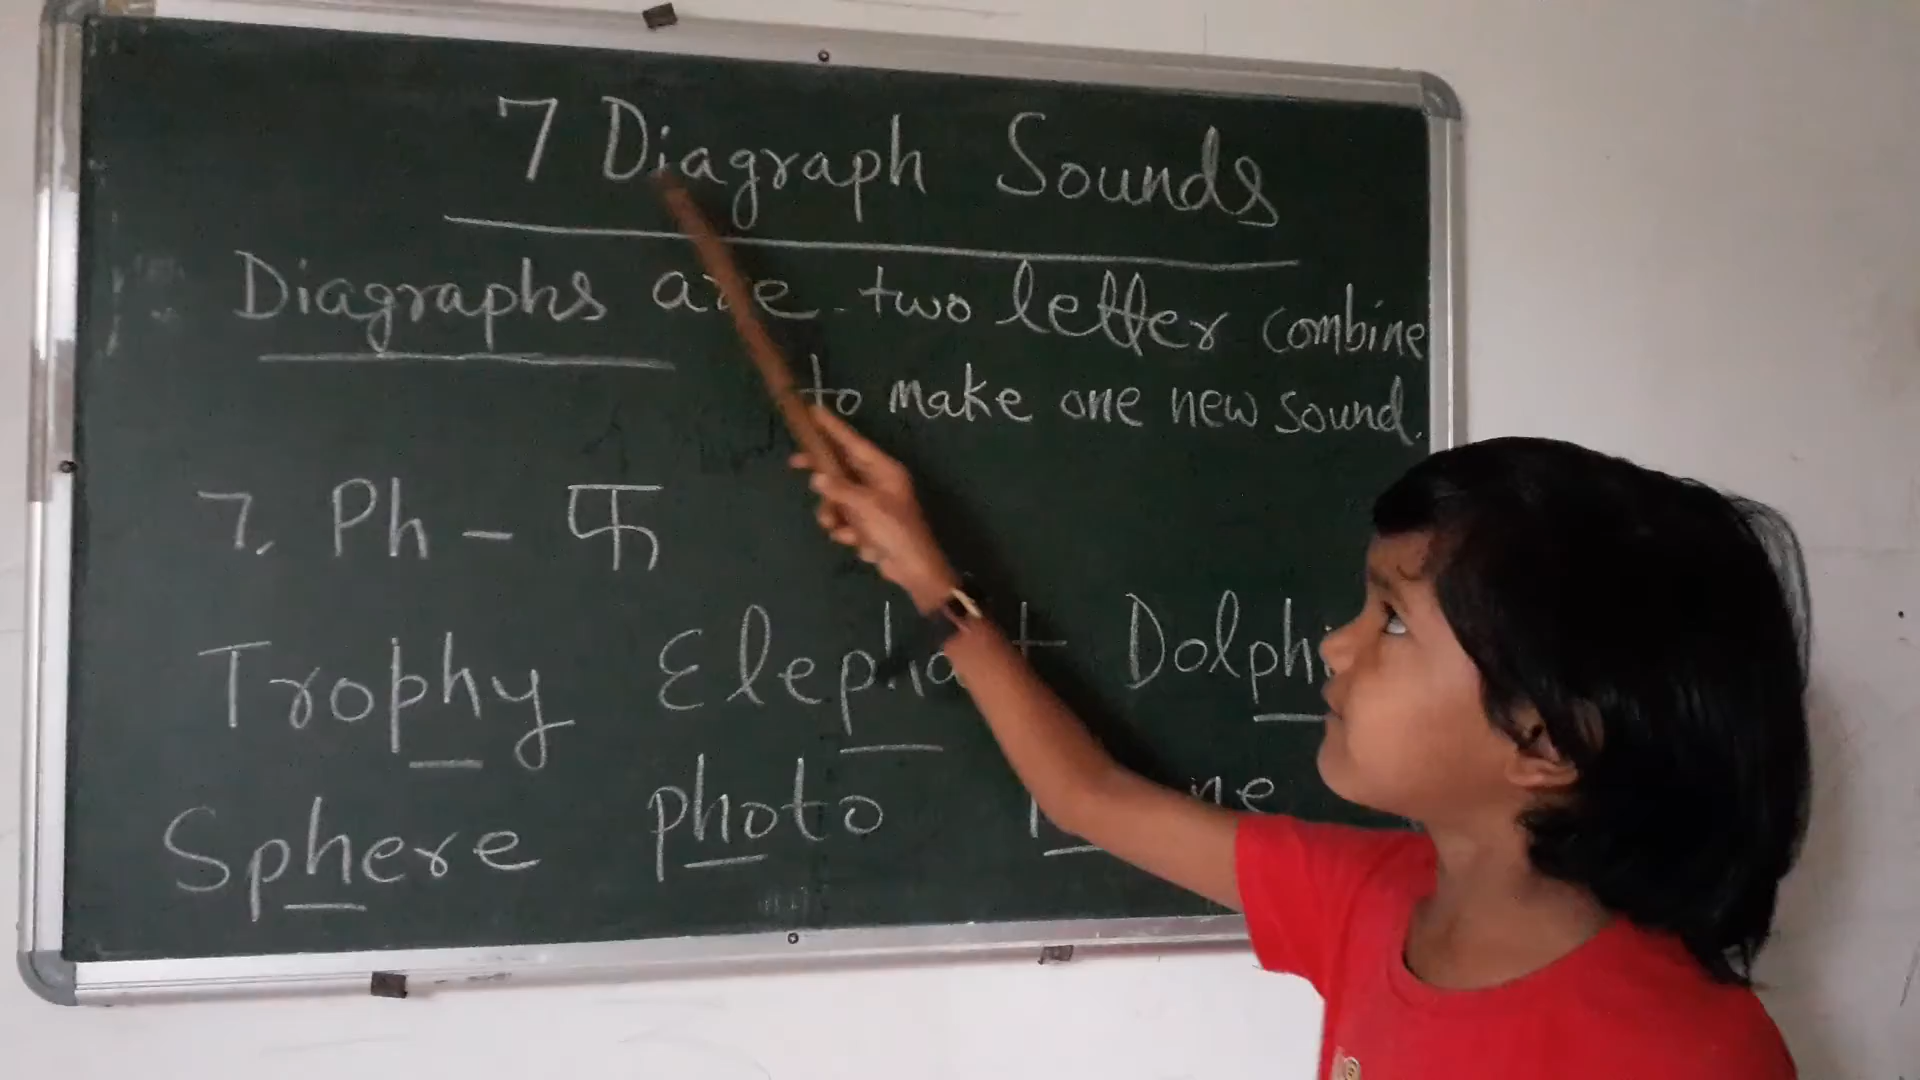 7 Diagraph Sounds
Diagraphs are two letter combine
to make one new sound.
7. Ph - फ
Trophy Elephant
Sphere photo